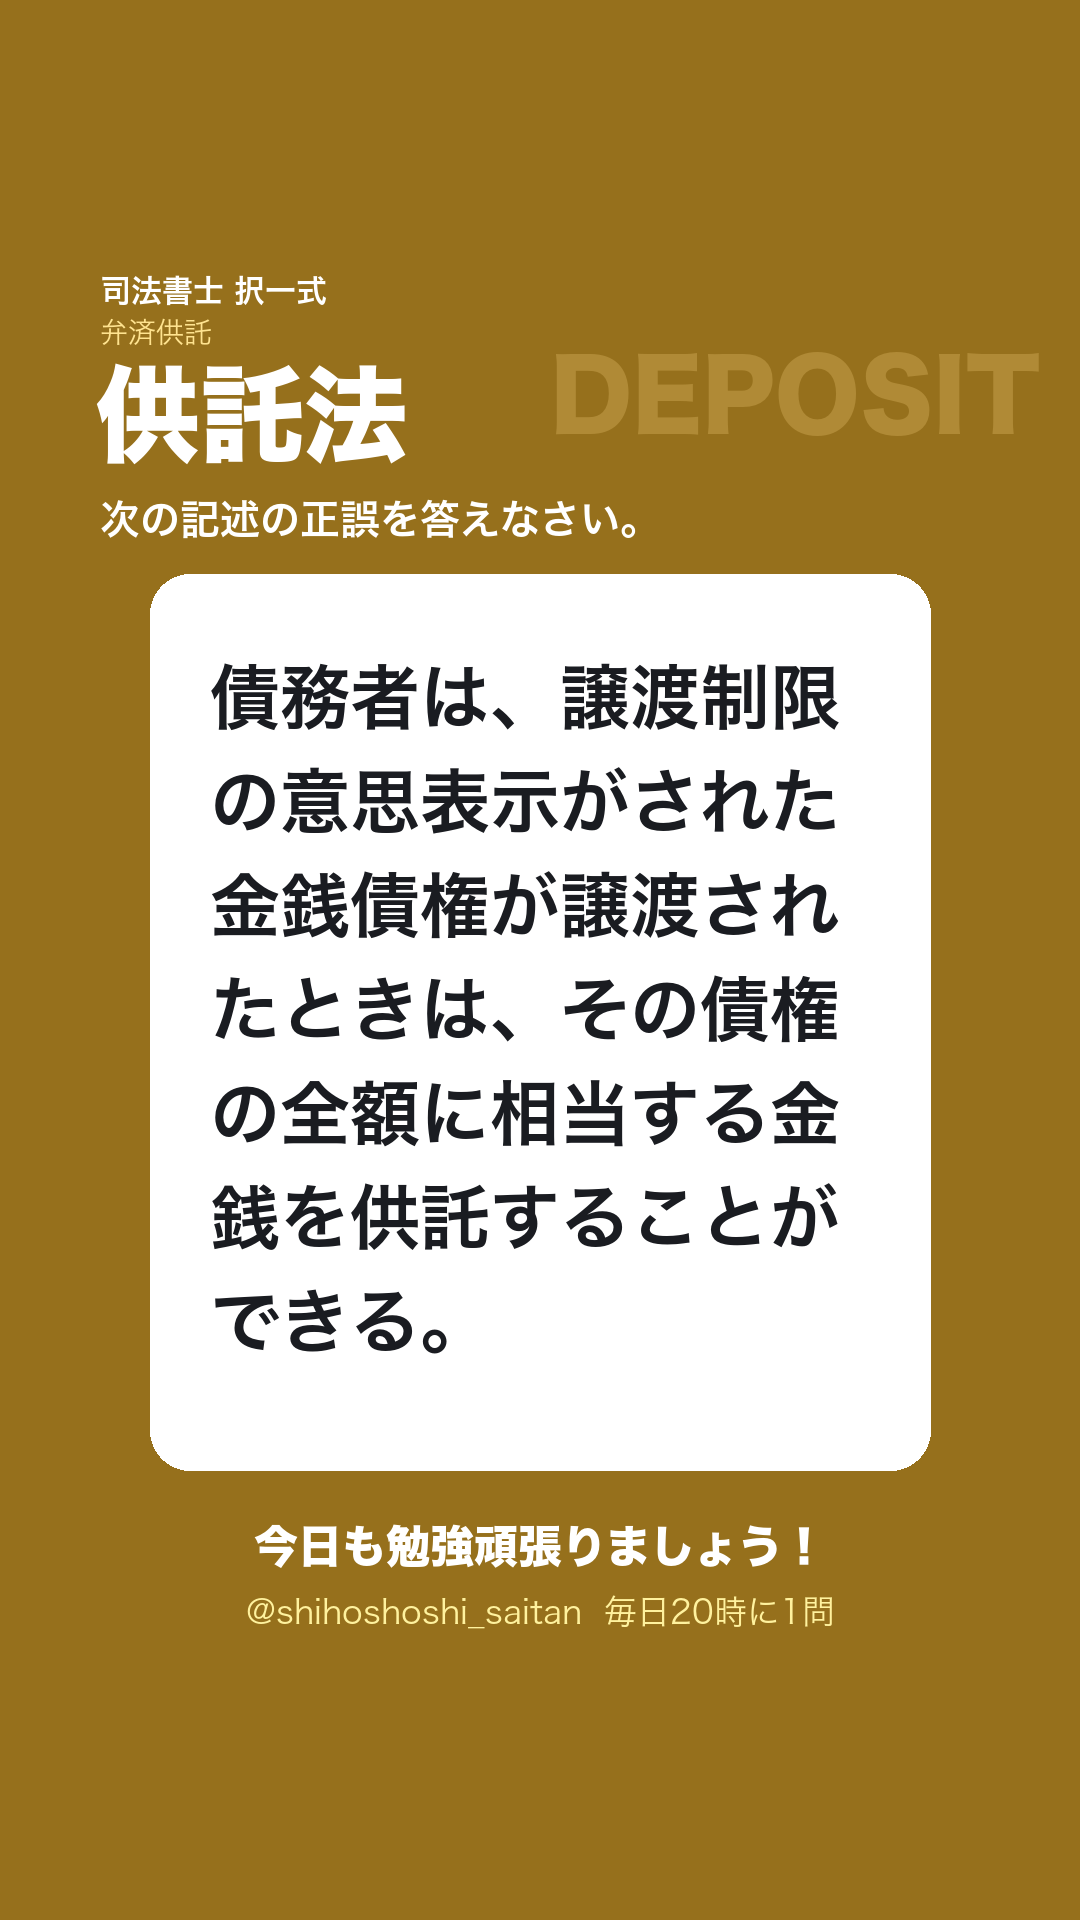 司法書士 択一式
弁済供託
供託法
DEPOSIT
次の記述の正誤を答えなさい。
債務者は、譲渡制限
の意思表示がされた
金銭債権が譲渡され
たときは、その債権
の全額に相当する金
銭を供託することが
できる。
今日も勉強頑張りましょう！
@shihoshoshi_saitan 毎日20時に1問